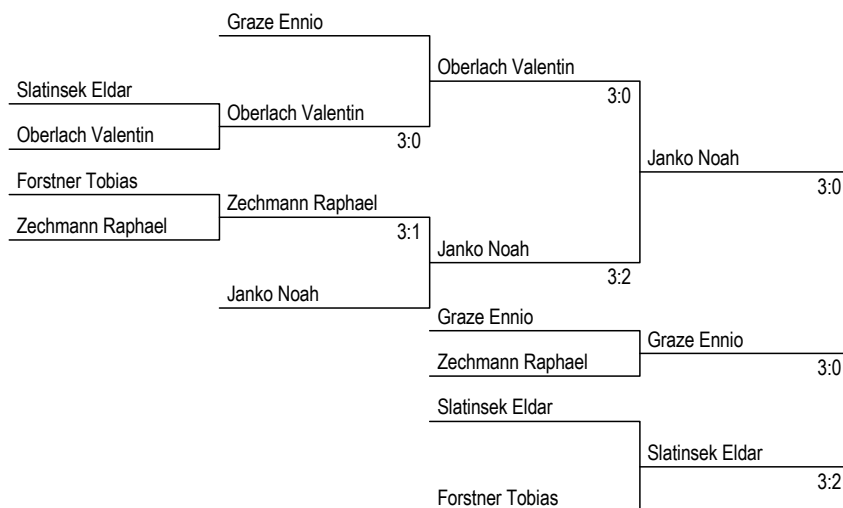 Graze Ennio
Oberlach Valentin
3:0
Slatinsek Eldar
Oberlach Valentin
3:0
Oberlach Valentin
Janko Noah
3:0
Forstner Tobias
Zechmann Raphael
3:1
Zechmann Raphael
Janko Noah
3:2
Janko Noah
Graze Ennio
Graze Ennio
3:0
Zechmann Raphael
Slatinsek Eldar
Slatinsek Eldar
3:2
Forstner Tobias